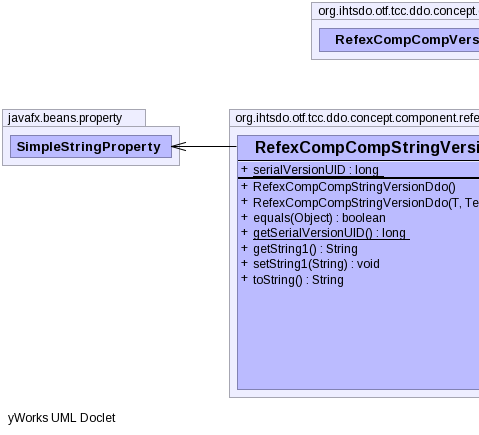 org.ihtsdo.otf.tcc.ddo.concept.c
RefexCompCompVers
javafx.beans.property
SimpleStringProperty
org.ihtsdo.otf.tcc.ddo.concept.component.refe
RefexCompCompStringVersi
+ serialVersionUID : long
+ RefexCompCompStringVersionDdo()
+ RefexCompCompStringVersionDdo(T, Te
+ equals(Object) : boolean
+ getSerialVersionUID() : long
+ getString1() : String
+ setString1(String) : void
+ toString() : String
yWorks UML Doclet